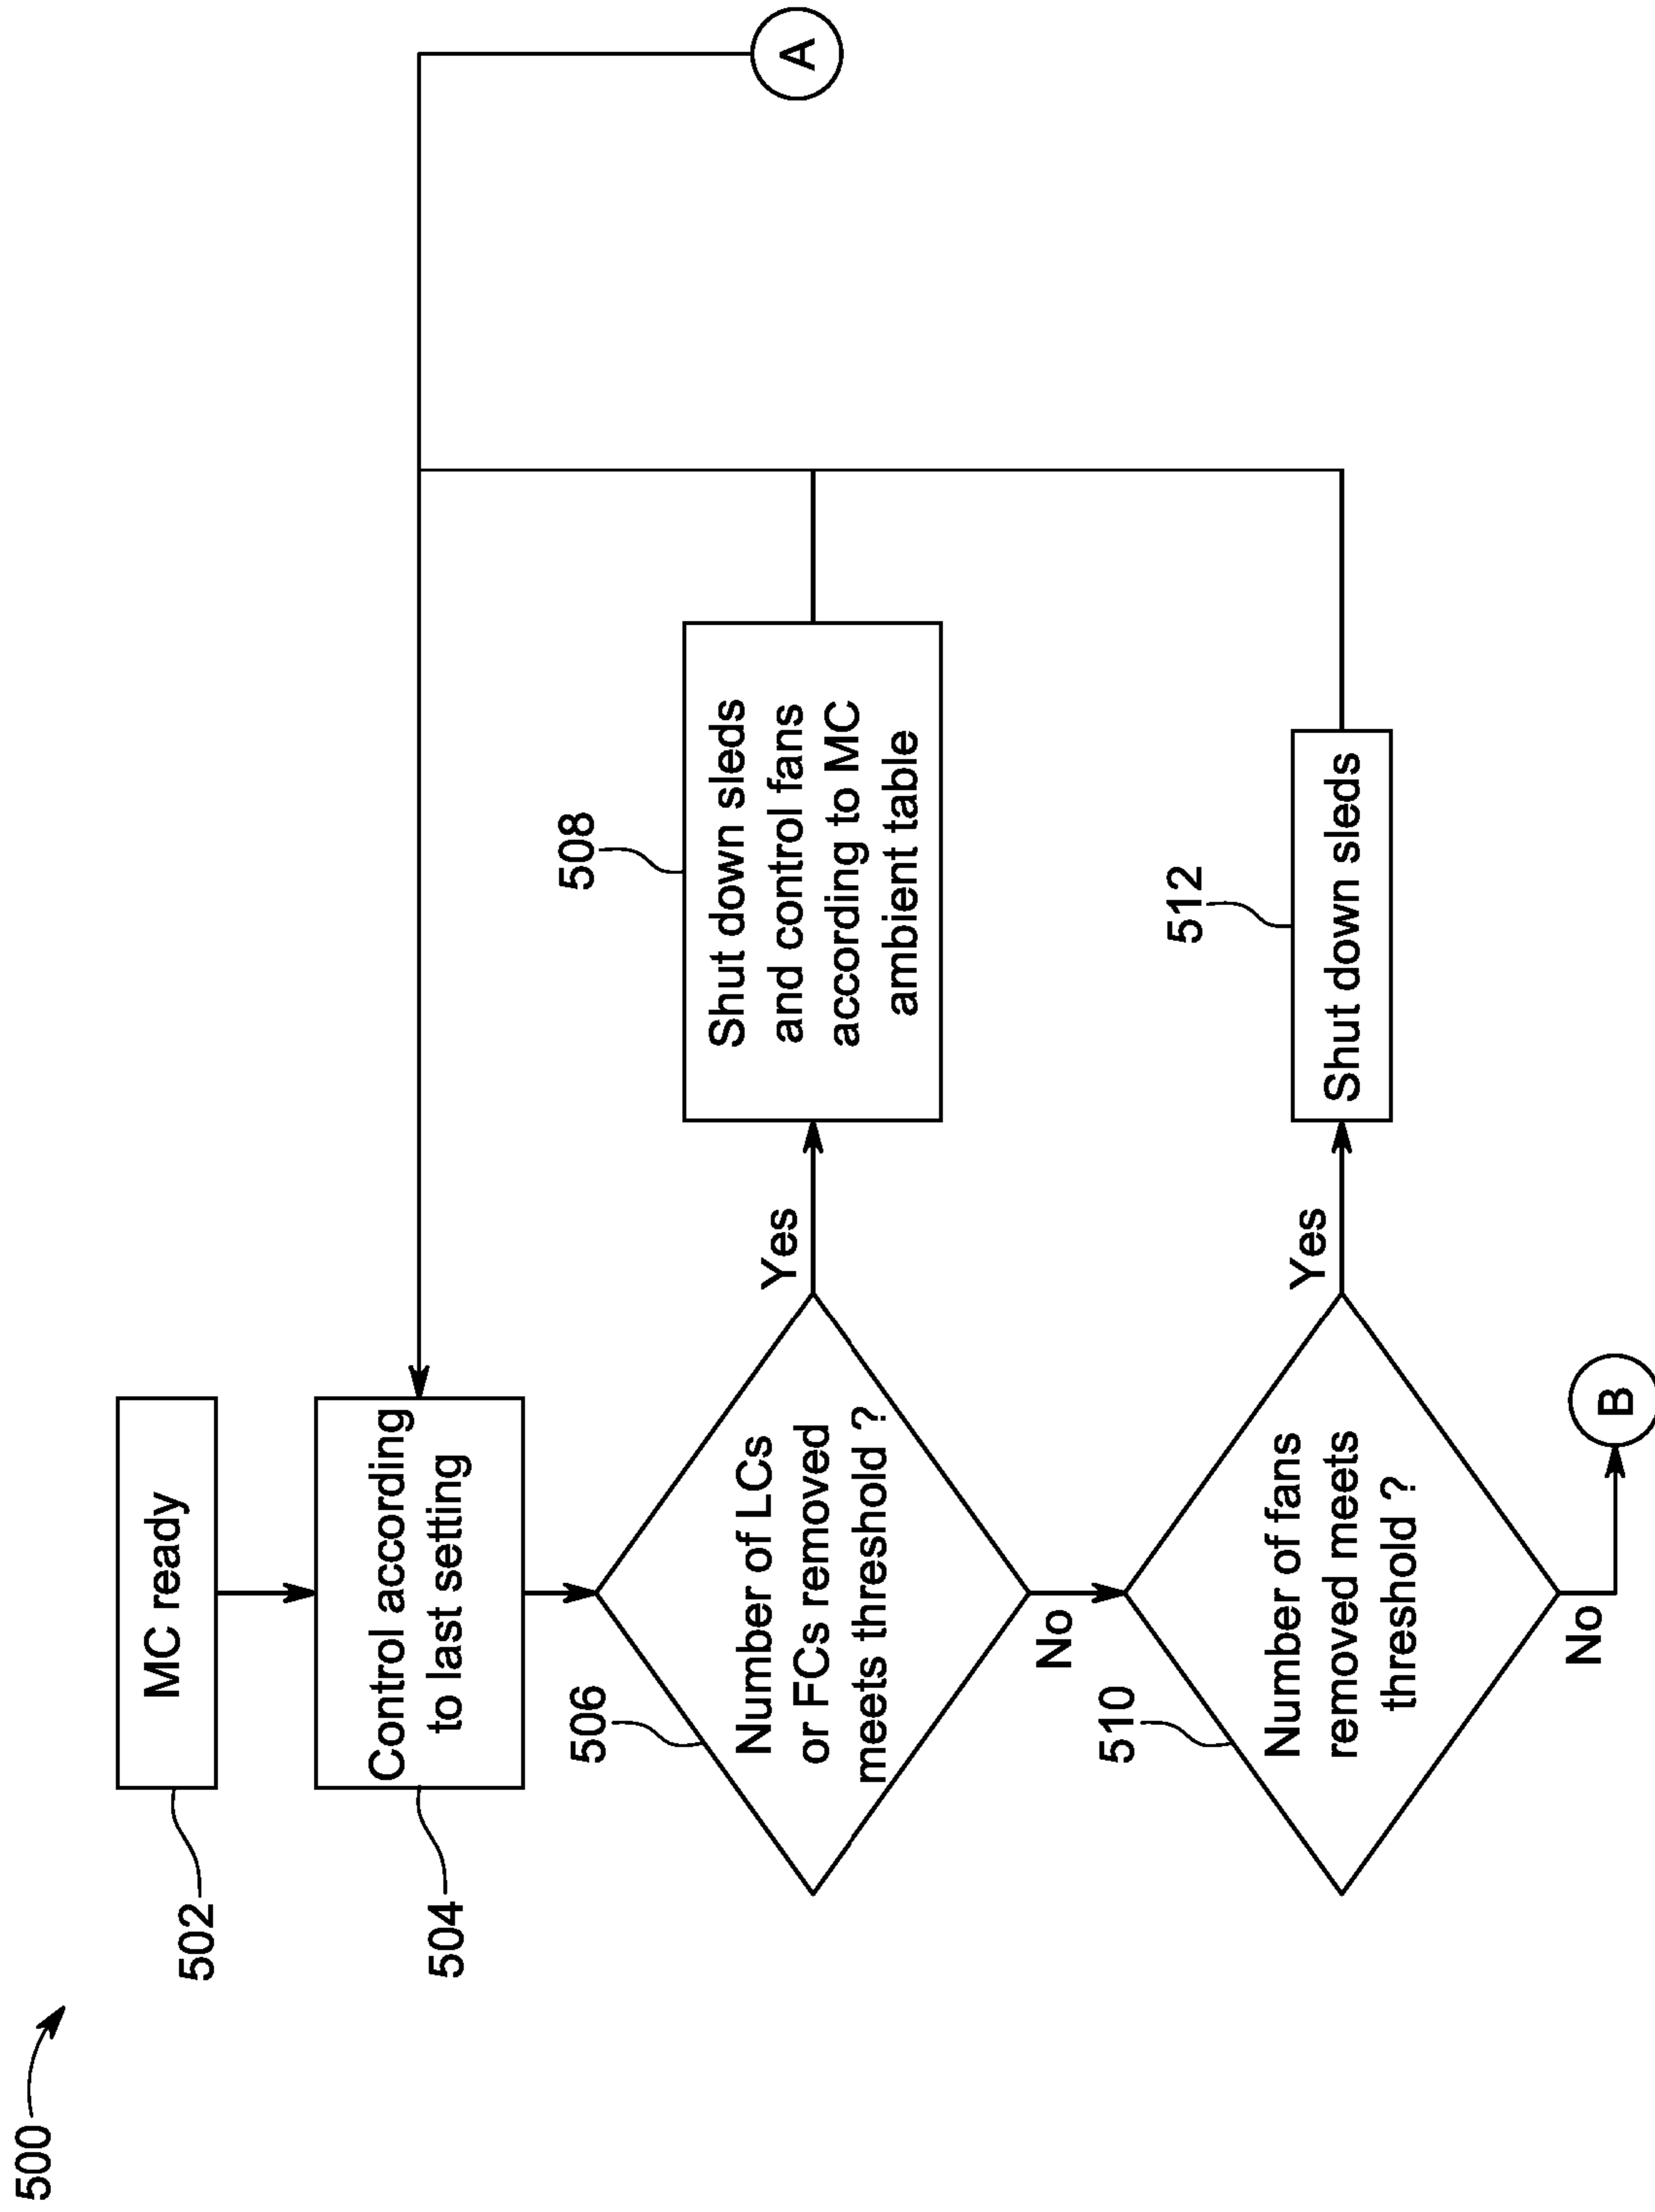 500
502
MC ready
504
Control according
to last setting
A
506
Number of LCs
or FCs removed
meets threshold ?
Yes
508
Shut down sleds
and control fans
according to MC
ambient table
No
510
Number of fans
removed meets
threshold ?
Yes
512
Shut down sleds
No
B